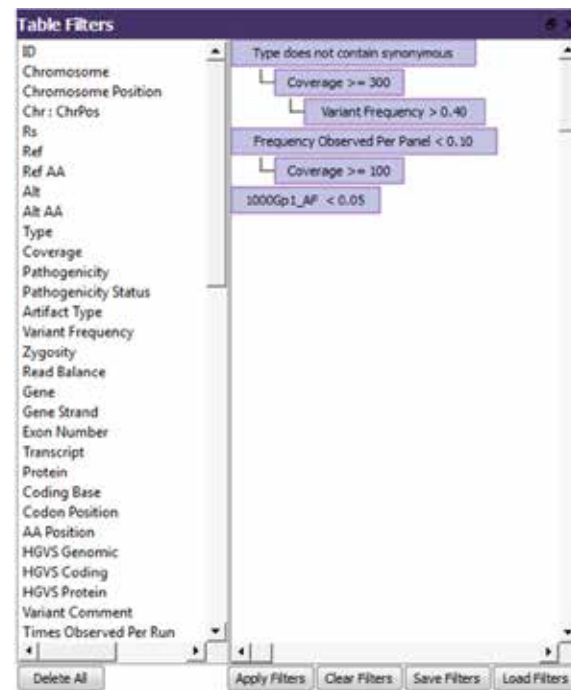 Table Filters
ID
Chromosome
Chromosome Position
Chr : ChrPos
Rs
Ref
Ref AA
Alt
Alt AA
Type
Coverage
Pathogenicity
Pathogenicity Status
Artifact Type
Variant Frequency
Zygosity
Read Balance
Gene
Gene Strand
Exon Number
Transcript
Protein
Coding Base
Codon Position
AA Position
HGVS Genomic
HGVS Coding
HGVS Protein
Variant Comment
Times Observed Per Run
Type does not contain synonymous
Coverage >= 300
Variant Frequency > 0.40
Frequency Observed Per Panel < 0.10
Coverage >= 100
1000Gp1_AF < 0.05
Delete All
Apply Filters
Clear Filters
Save Filters
Load Filters